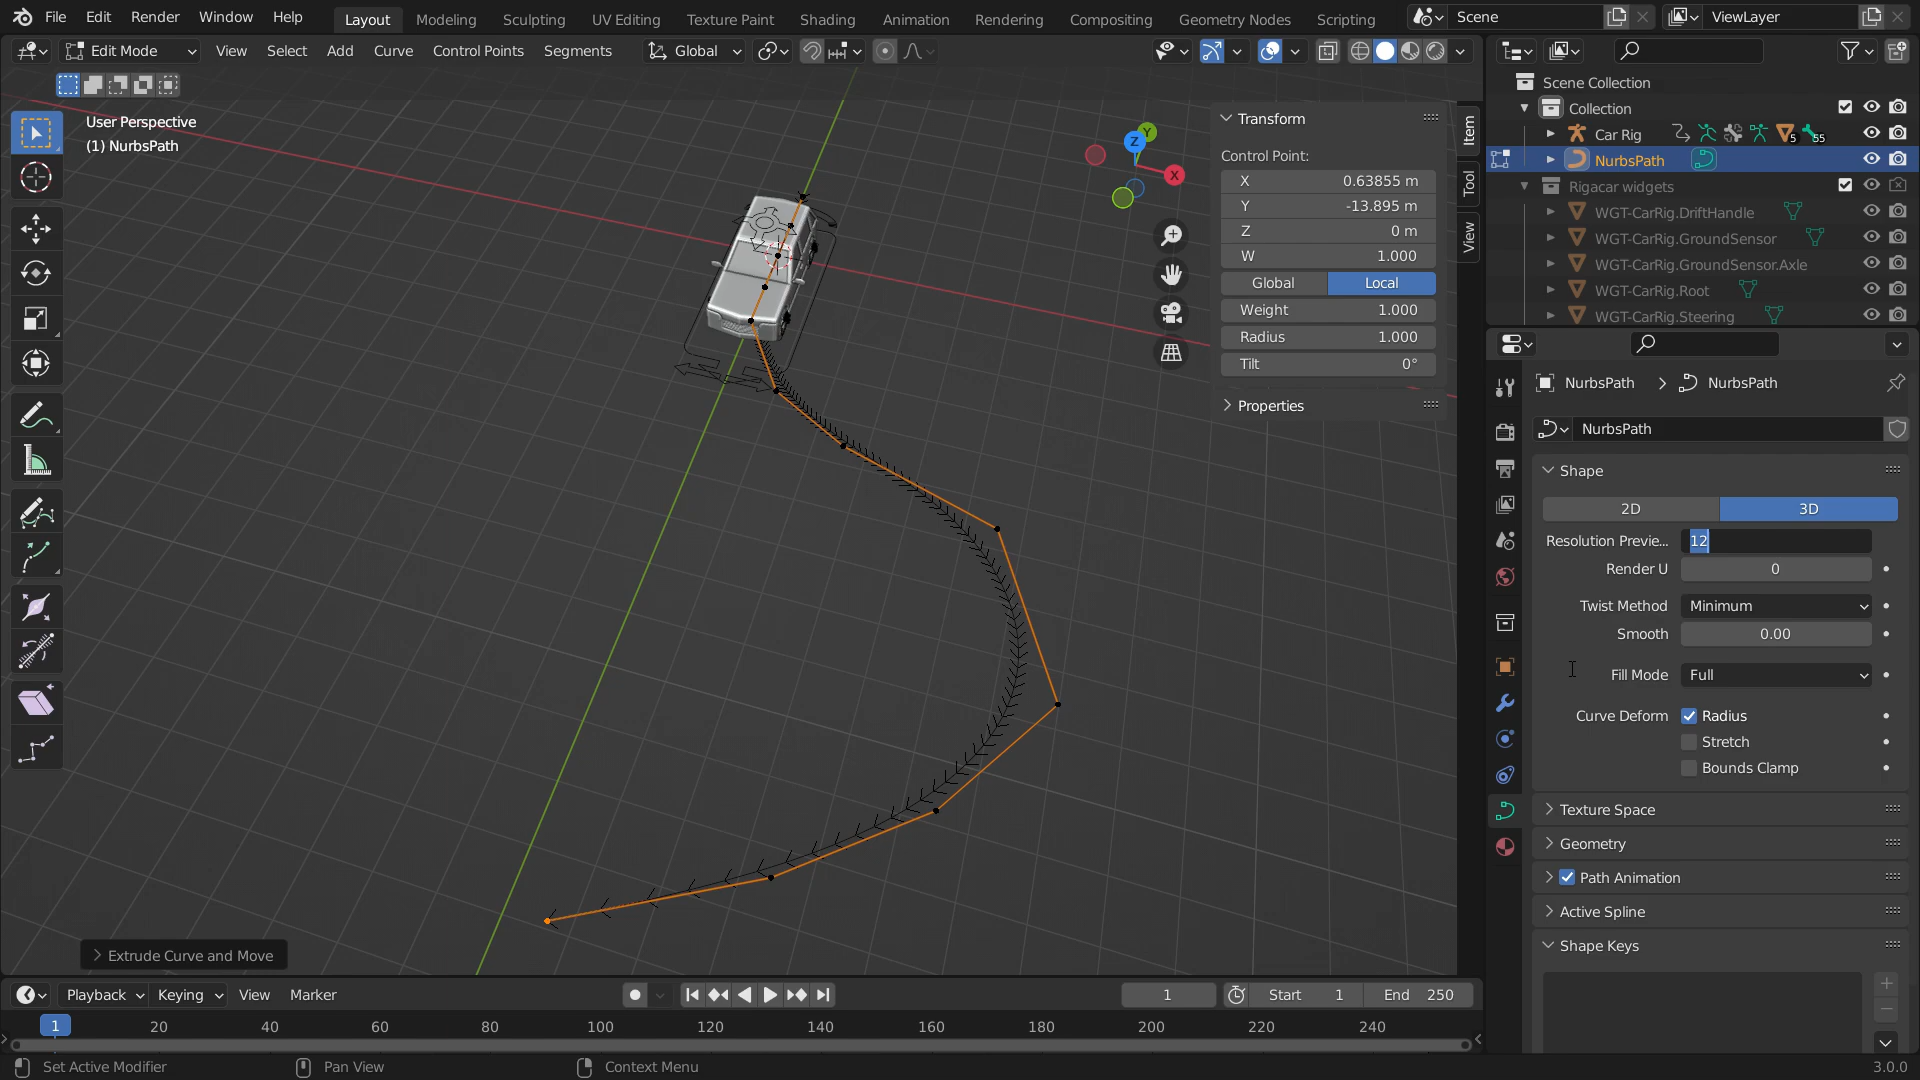 File Edit Render Window Help Layout Modeling Sculpting UV Editing Texture Paint Shading Animation Rendering Compositing Geometry Nodes Scripting Scene ViewLayer
Edit Mode View Select Add Curve Control Points Segments Global
User Perspective
(1) NurbsPath
Transform
Control Point:
X 0.63855 m
Y -13.895 m
Z 0 m
W 1.000
Global Local
Weight 1.000
Radius 1.000
Tilt 0°
Properties
Item
Tool
View
X
Y
Z
Scene Collection
Collection
Car Rig 5 55
NurbsPath
Rigacar widgets
WGT-CarRig.DriftHandle
WGT-CarRig.GroundSensor
WGT-CarRig.GroundSensor.Axle
WGT-CarRig.Root
WGT-CarRig.Steering
NurbsPath NurbsPath
NurbsPath
Shape
2D 3D
Resolution Previe... 12
Render U 0
Twist Method Minimum
Smooth 0.00
Fill Mode Full
Curve Deform Radius
Stretch
Bounds Clamp
Texture Space
Geometry
Path Animation
Active Spline
Shape Keys
Extrude Curve and Move
Playback Keying View Marker 1 Start 1 End 250
1 20 40 60 80 100 120 140 160 180 200 220 240
Set Active Modifier Pan View Context Menu 3.0.0